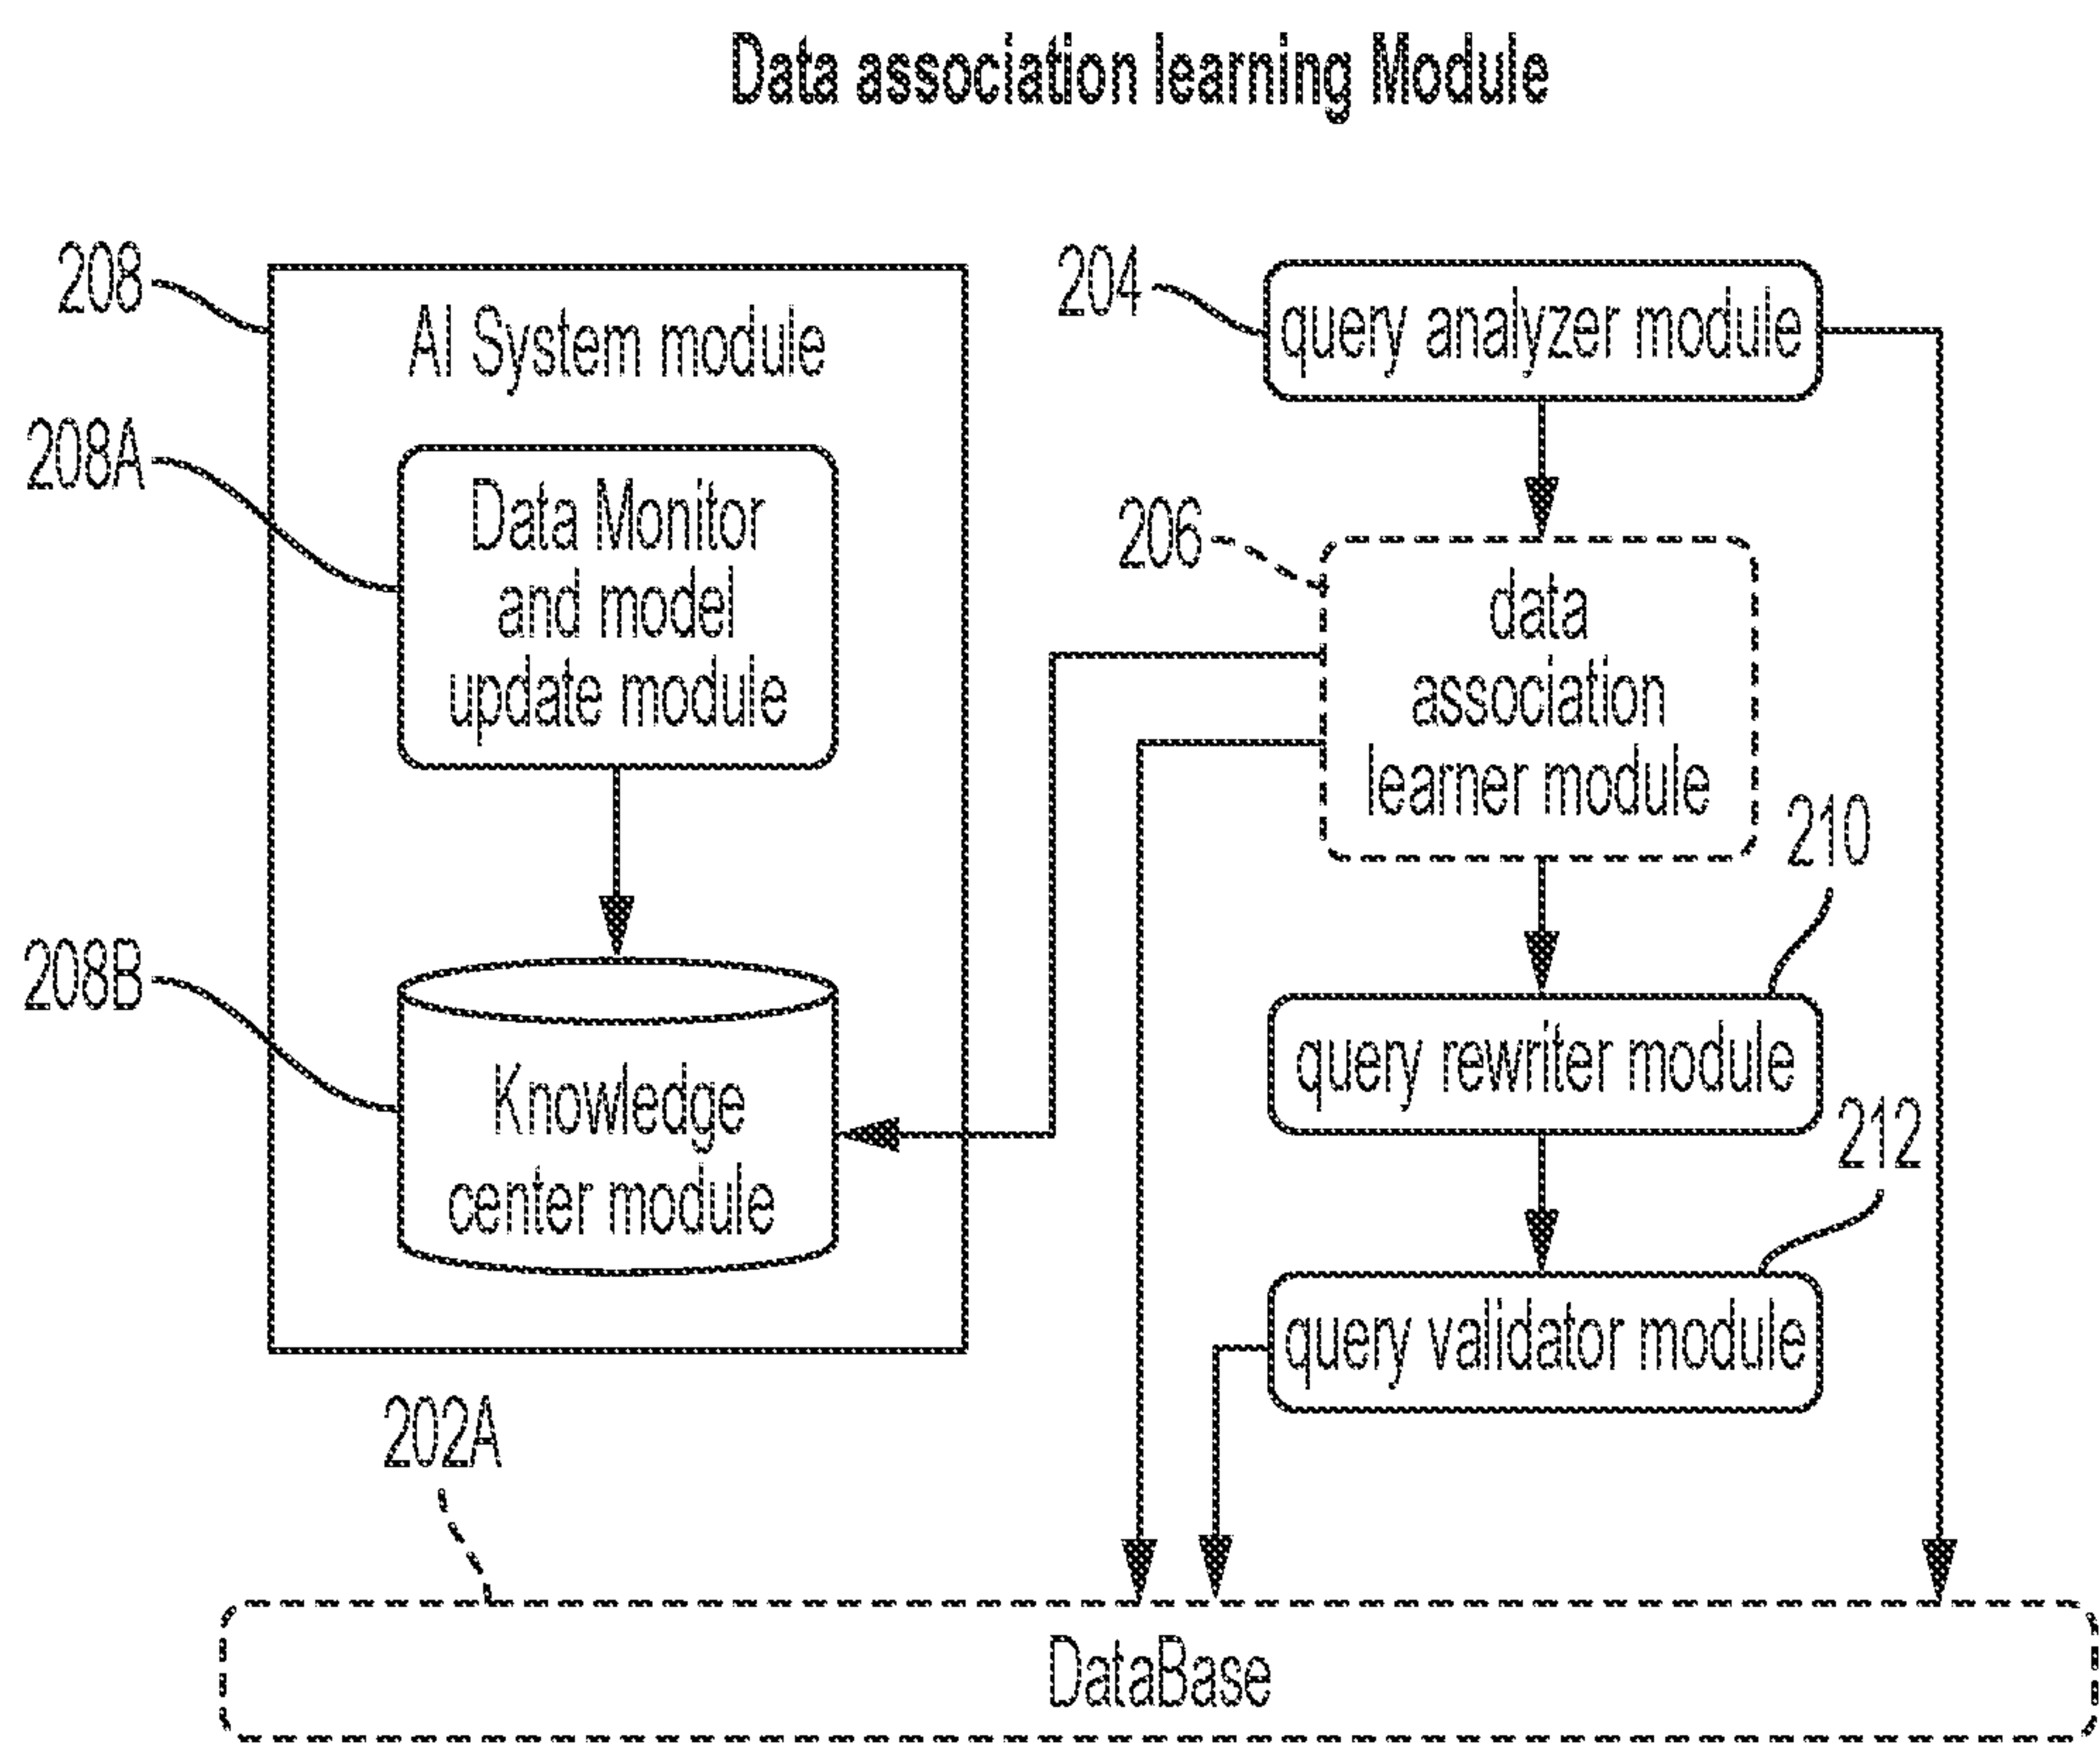 Data association learning Module
208
AI System module
208A
Data Monitor
and model
update module
208B
Knowledge
center module
204
query analyzer module
206
data
association
learner module
210
query rewriter module
212
query validator module
202A
DataBase